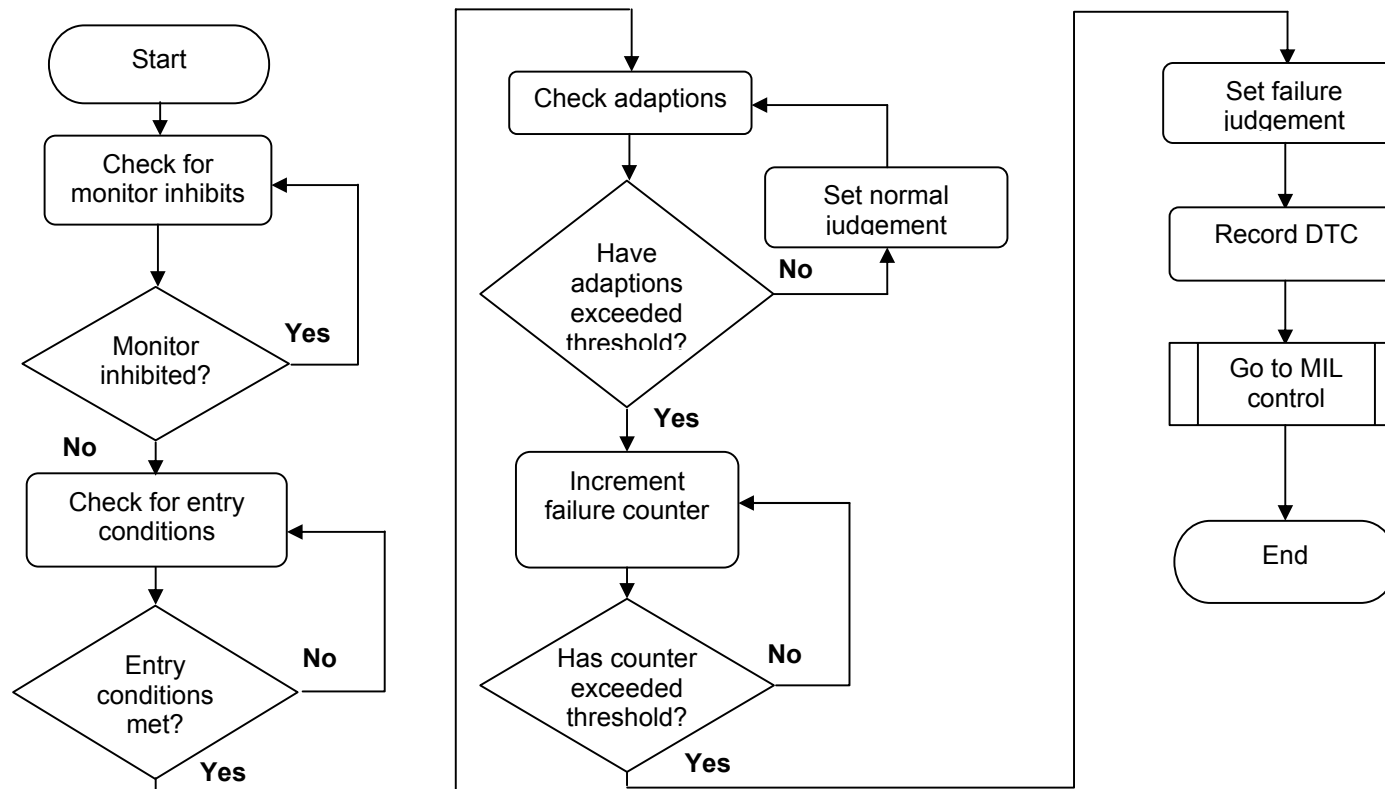 Start
Check for
monitor inhibits
Monitor
inhibited?
Yes
No
Check for entry
conditions
Entry
conditions
met?
No
Yes
Check adaptions
Have
adaptions
exceeded
threshold?
No
Set normal
judgement
Yes
Increment
failure counter
Has counter
exceeded
threshold?
No
Yes
Set failure
judgement
Record DTC
Go to MIL
control
End